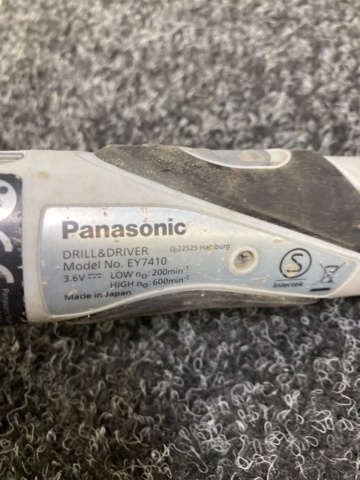 Panasonic
DRILL&DRIVER D-22525 Hamburg
Model No. EY7410
3.6V⎓ LOW n₀: 200min⁻¹
HIGH n₀: 600min⁻¹
Made in Japan
S
Intertek